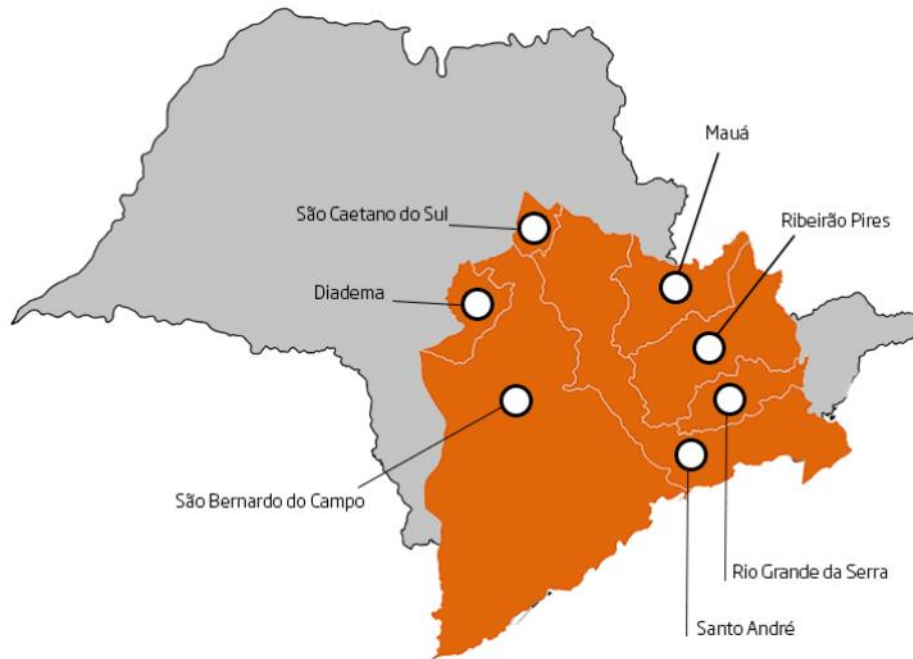 Mauá
São Caetano do Sul
Ribeirão Pires
Diadema
São Bernardo do Campo
Rio Grande da Serra
Santo André